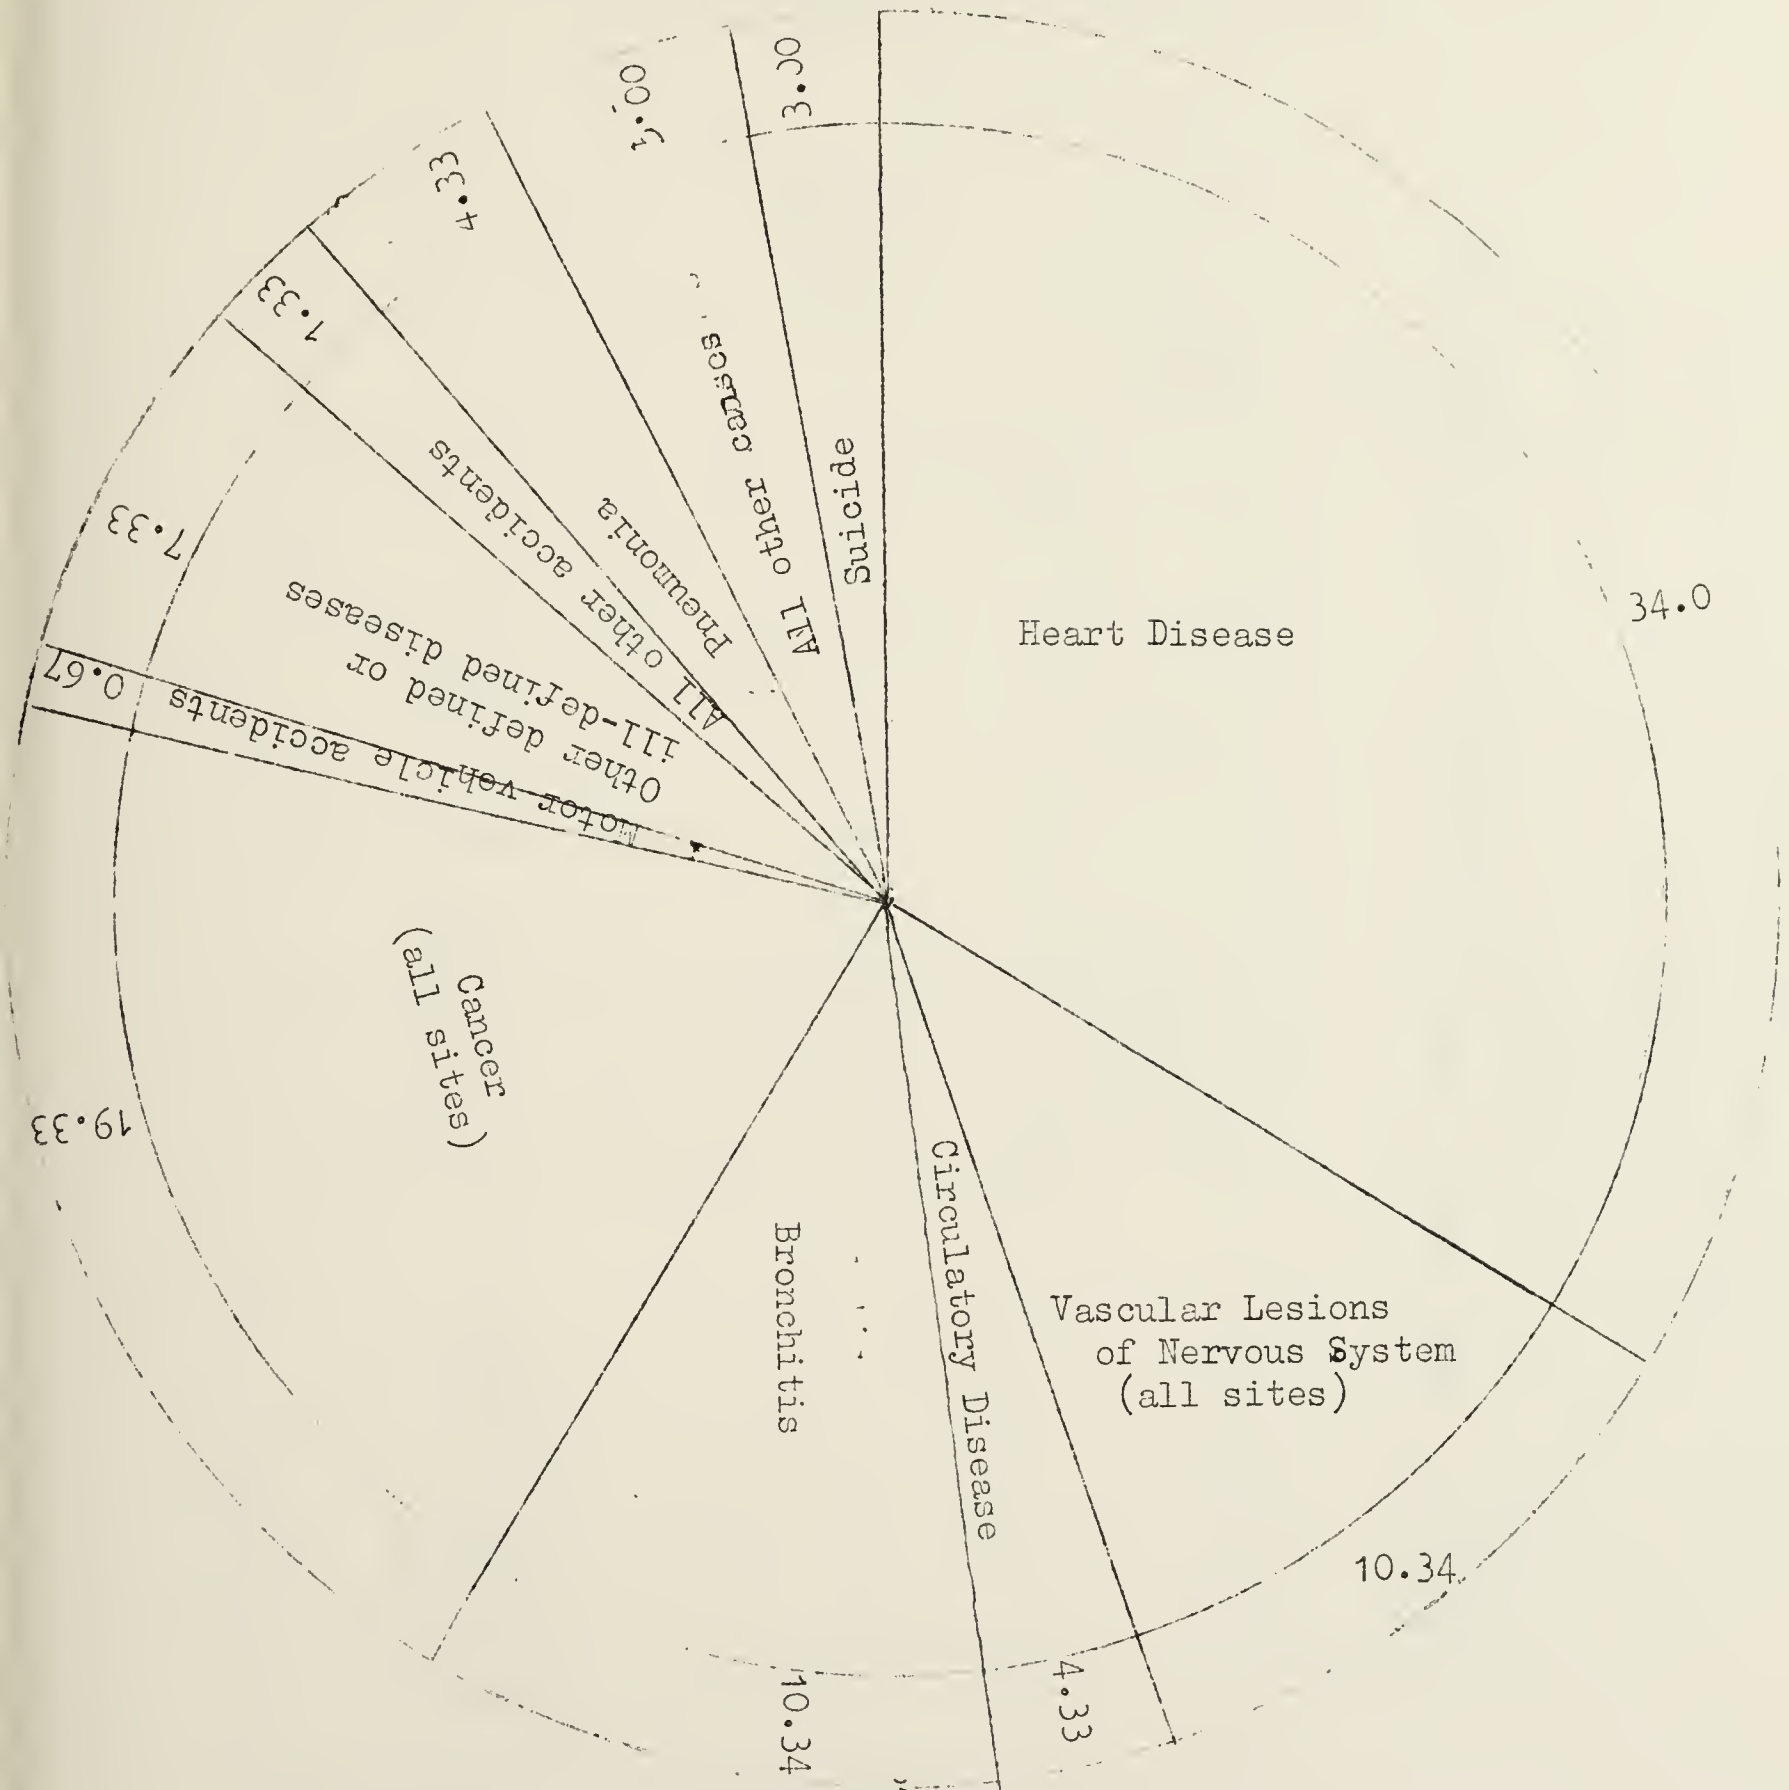 Heart Disease
34.0
Vascular Lesions
of Nervous System
(all sites)
10.34
Circulatory Disease
4.33
Bronchitis
10.34
Cancer
(all sites)
19.33
Motor vehicle accidents
0.67
Other defined or
ill-defined diseases
7.33
All other accidents
1.33
Pneumonia
4.33
All other causes
5.00
Suicide
3.00